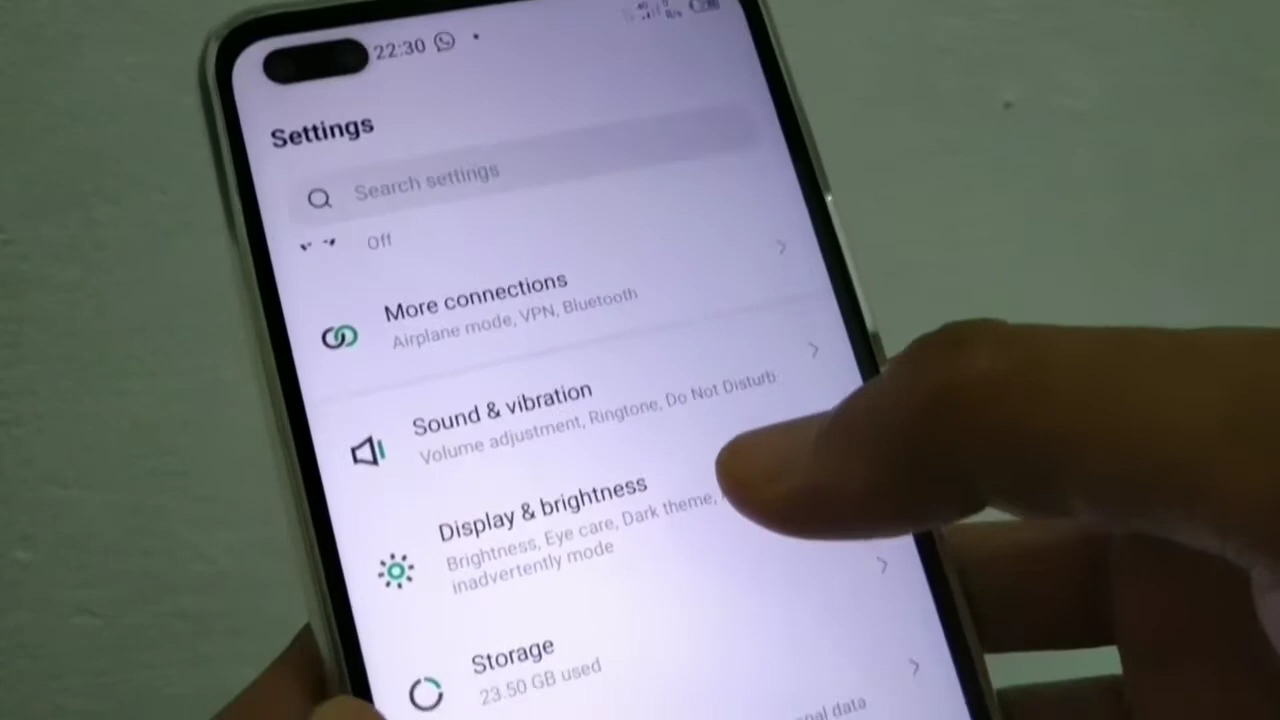 22:30
Settings
Search settings
Off
More connections
Airplane mode, VPN, Bluetooth
Sound & vibration
Volume adjustment, Ringtone, Do Not Disturb
Display & brightness
Brightness, Eye care, Dark theme,
inadvertently mode
Storage
23.50 GB used
data